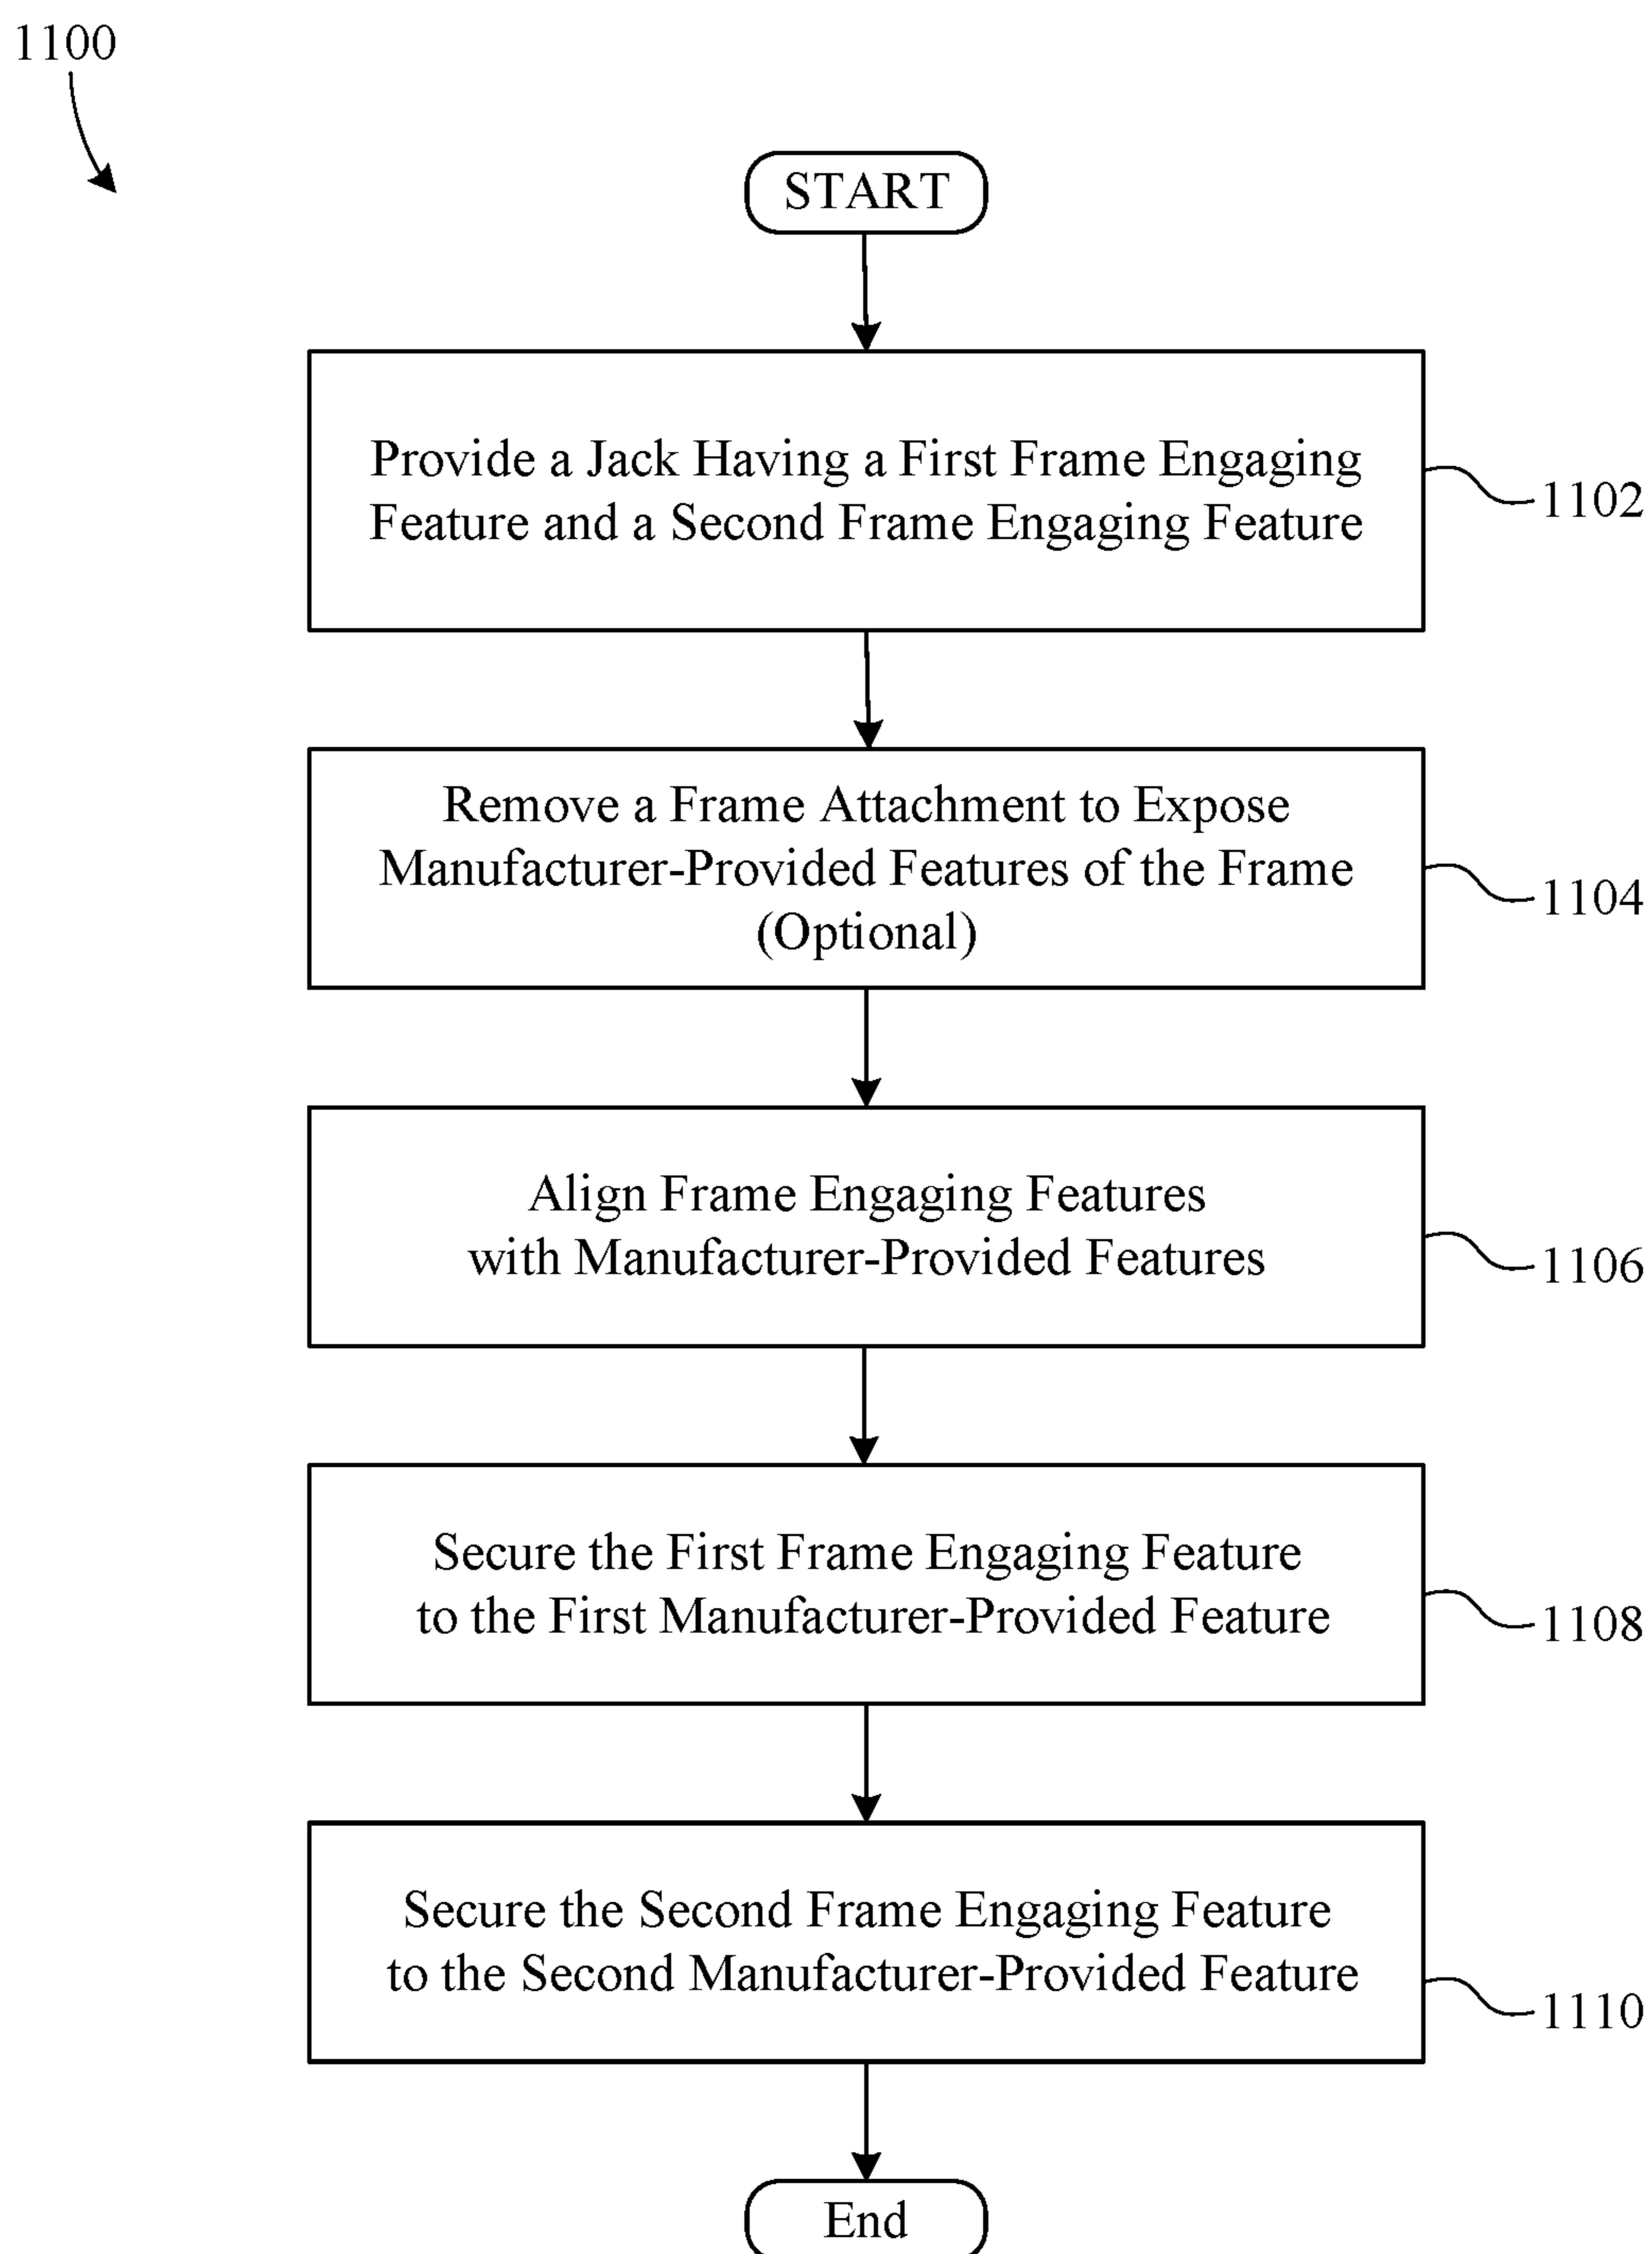 1100
START
Provide a Jack Having a First Frame Engaging
Feature and a Second Frame Engaging Feature
1102
Remove a Frame Attachment to Expose
Manufacturer-Provided Features of the Frame
(Optional)
1104
Align Frame Engaging Features
with Manufacturer-Provided Features
1106
Secure the First Frame Engaging Feature
to the First Manufacturer-Provided Feature
1108
Secure the Second Frame Engaging Feature
to the Second Manufacturer-Provided Feature
1110
End